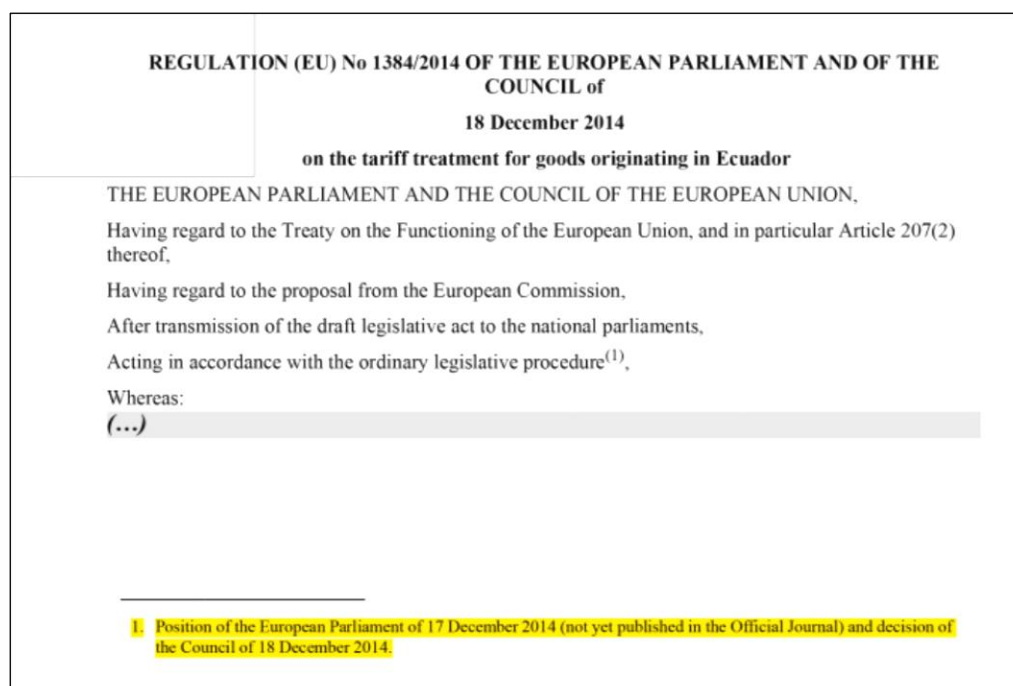 REGULATION (EU) No 1384/2014 OF THE EUROPEAN PARLIAMENT AND OF THE
COUNCIL of
18 December 2014
on the tariff treatment for goods originating in Ecuador
THE EUROPEAN PARLIAMENT AND THE COUNCIL OF THE EUROPEAN UNION,
Having regard to the Treaty on the Functioning of the European Union, and in particular Article 207(2)
thereof,
Having regard to the proposal from the European Commission,
After transmission of the draft legislative act to the national parliaments,
Acting in accordance with the ordinary legislative procedure(1),
Whereas:
(...)
1. Position of the European Parliament of 17 December 2014 (not yet published in the Official Journal) and decision of
the Council of 18 December 2014.